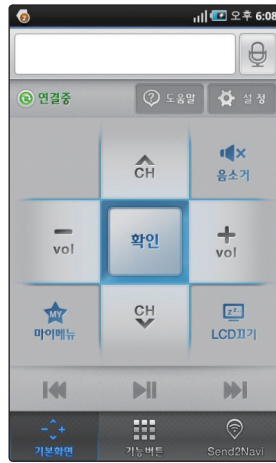 오후 6:08
연결중
도움말
설정
CH
음소거
vol
확인
vol
MY
마이메뉴
CH
zz
LCD끄기
기본화면
기능버튼
Send2Navi